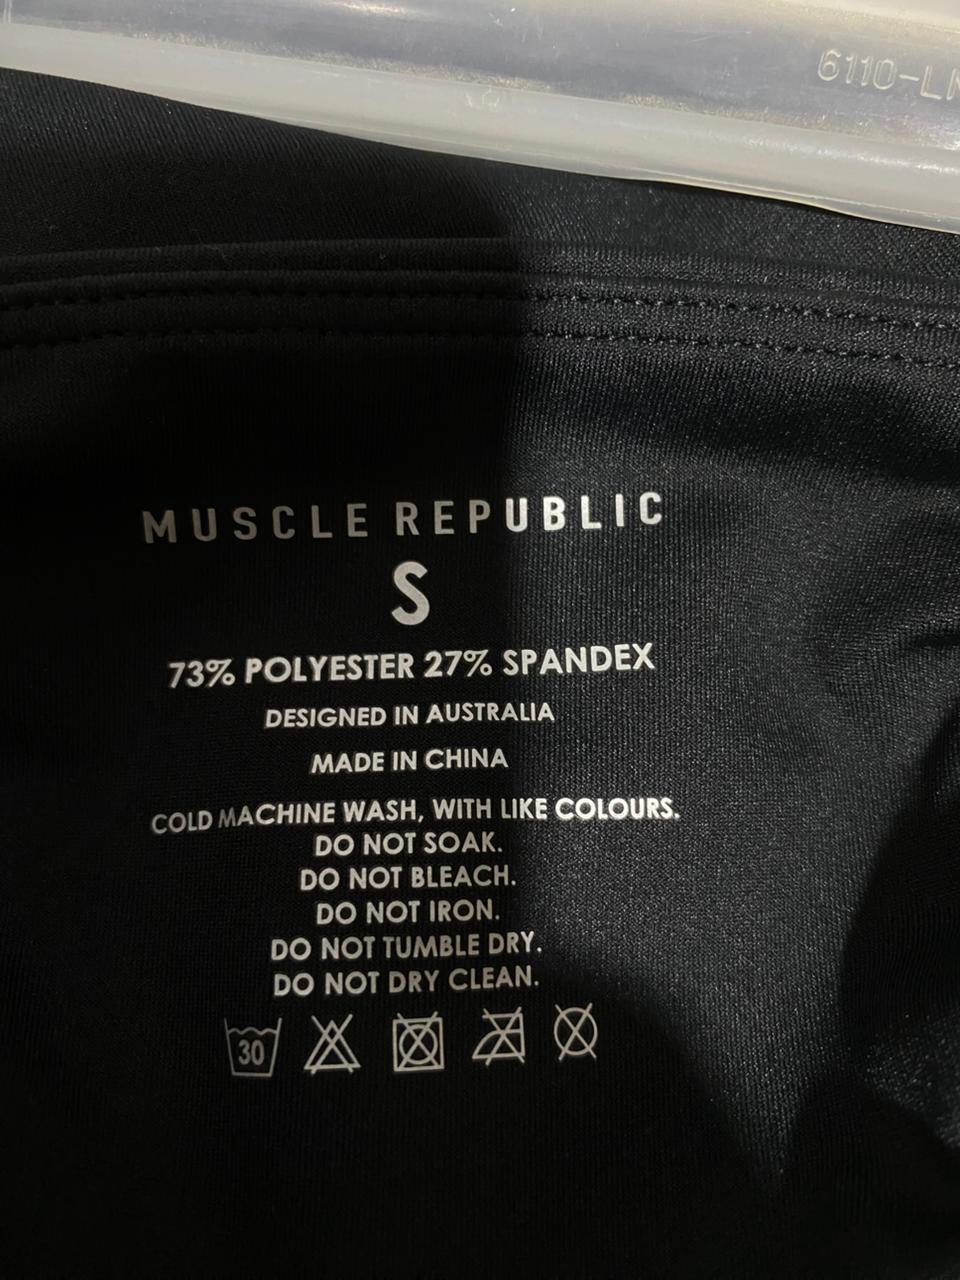 6110-LN
MUSCLE REPUBLIC
S
73% POLYESTER 27% SPANDEX
DESIGNED IN AUSTRALIA
MADE IN CHINA
COLD MACHINE WASH, WITH LIKE COLOURS.
DO NOT SOAK.
DO NOT BLEACH.
DO NOT IRON.
DO NOT TUMBLE DRY.
DO NOT DRY CLEAN.
30